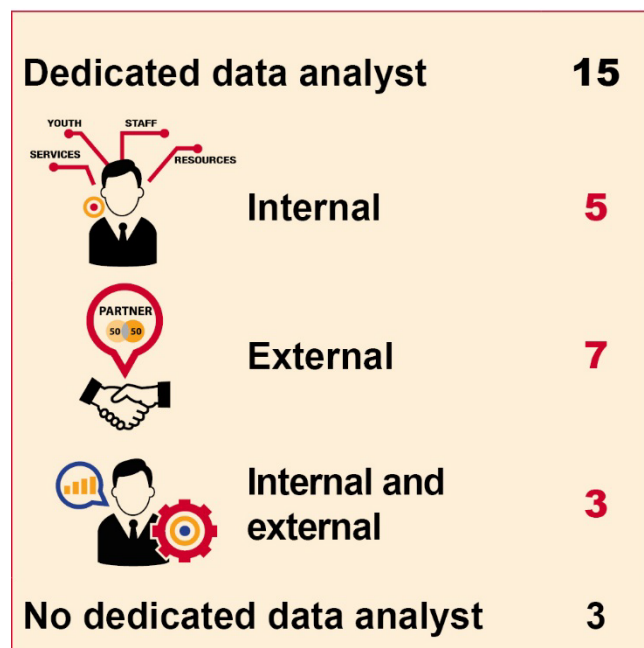 Dedicated data analyst 15
YOUTH STAFF
SERVICES RESOURCES
Internal 5
PARTNER
50 50
External 7
Internal and
external 3
No dedicated data analyst 3